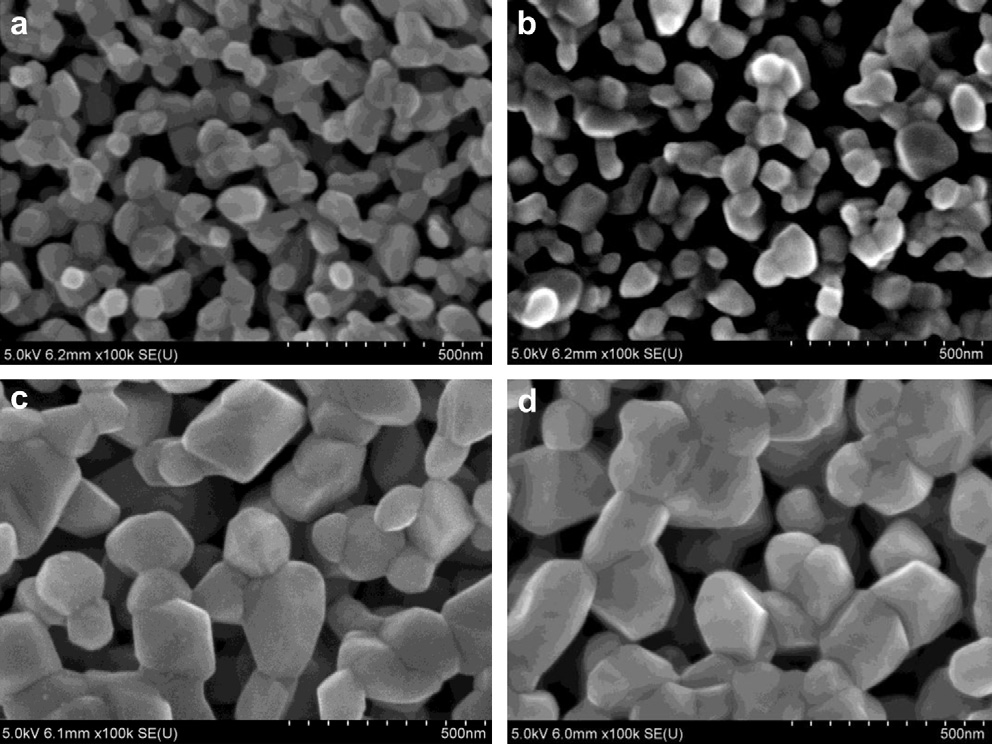 a
b
5.0kV 6.2mm x100k SE(U) 500nm
5.0kV 6.2mm x100k SE(U) 500nm
c
d
5.0kV 6.1mm x100k SE(U) 500nm
5.0kV 6.0mm x100k SE(U) 500nm